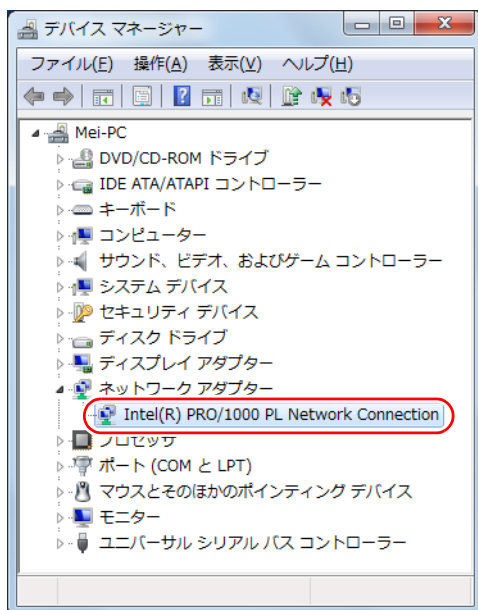 デバイス マネージャー
ファイル(F) 操作(A) 表示(V) ヘルプ(H)
Mei-PC
DVD/CD-ROM ドライブ
IDE ATA/ATAPI コントローラー
キーボード
コンピューター
サウンド、ビデオ、およびゲーム コントローラー
システム デバイス
セキュリティ デバイス
ディスク ドライブ
ディスプレイ アダプター
ネットワーク アダプター
Intel(R) PRO/1000 PL Network Connection
プロセッサ
ポート (COM と LPT)
マウスとそのほかのポインティング デバイス
モニター
ユニバーサル シリアル バス コントローラー